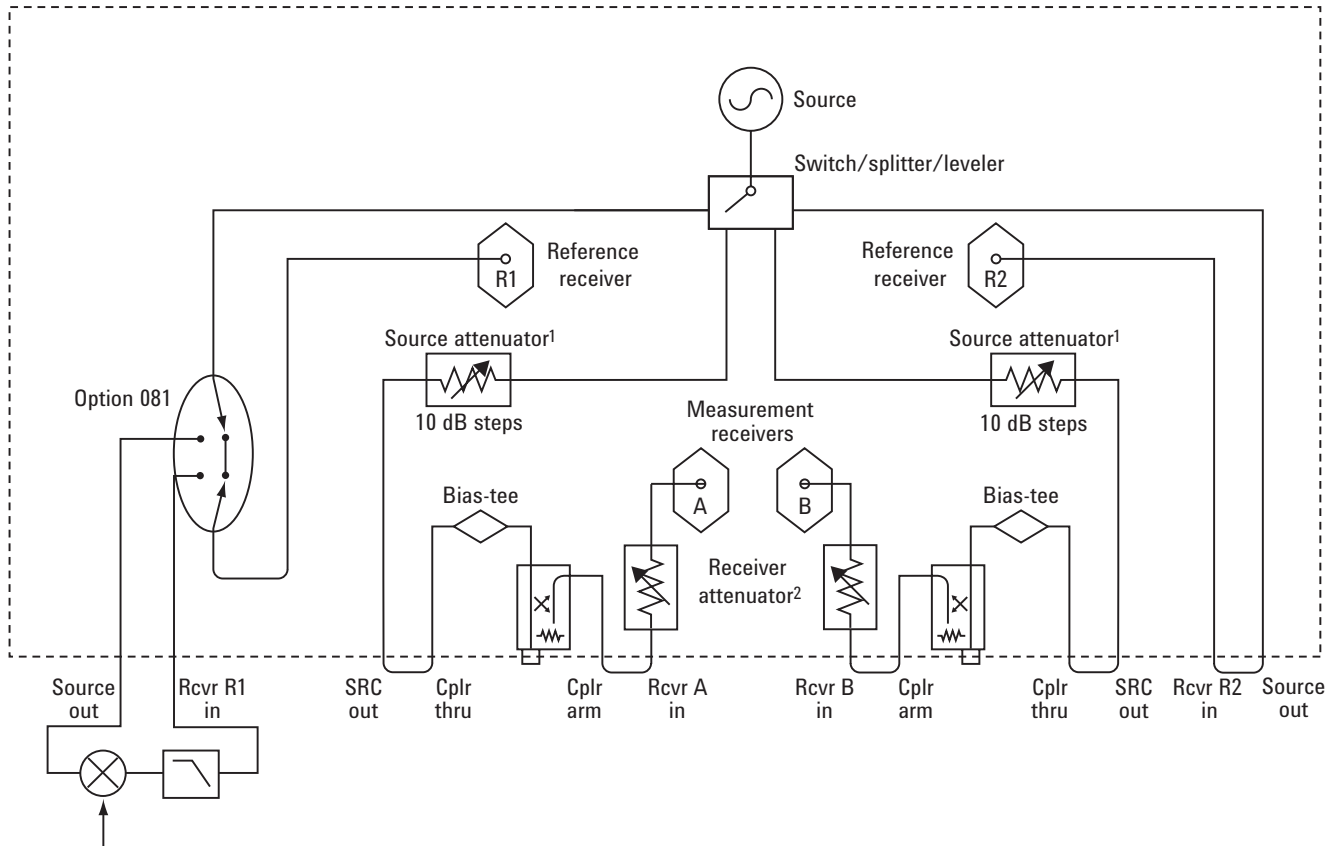 Source
Switch/splitter/leveler
Reference
receiver
R1
Reference
receiver
R2
Source attenuator1
10 dB steps
Source attenuator1
10 dB steps
Option 081
Measurement
receivers
A
B
Bias-tee
Bias-tee
Receiver
attenuator2
Source
out
Rcvr R1
in
SRC
out
Cplr
thru
Cplr
arm
Rcvr A
in
Rcvr B
in
Cplr
arm
Cplr
thru
SRC
out
Rcvr R2
in
Source
out